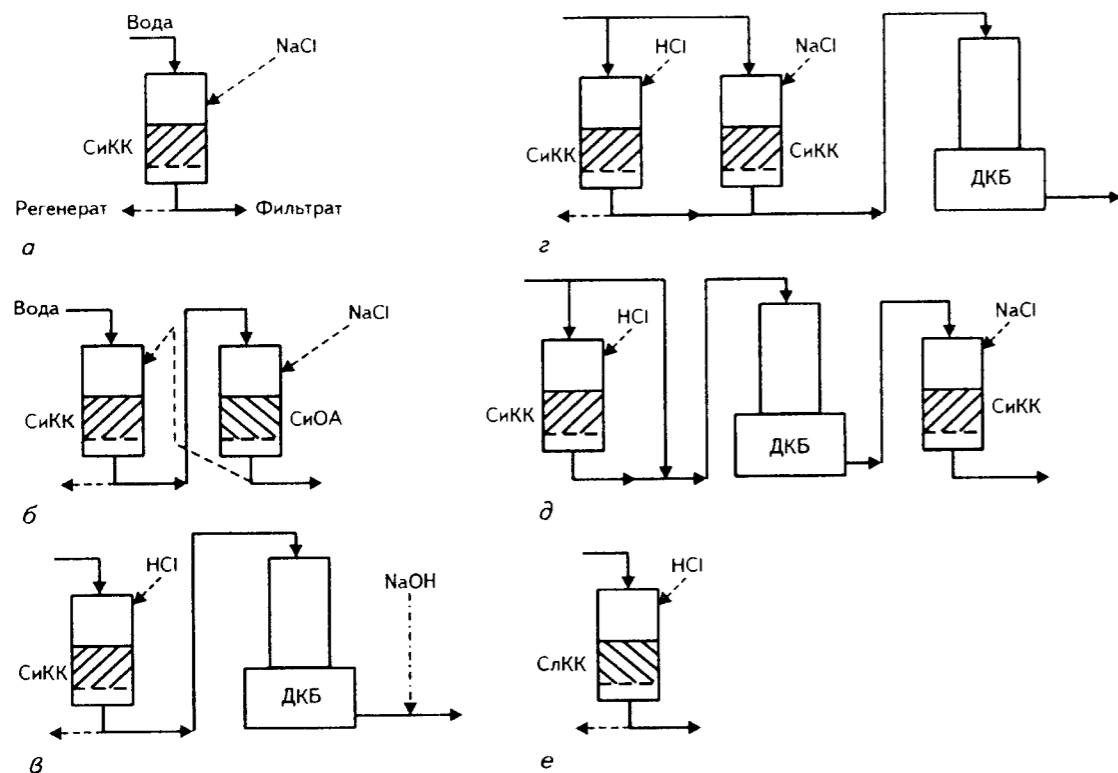 Вода
NaCl
СиКК
Регенерат
Фильтрат
а
Вода
NaCl
СиКК
СиОА
б
HCl
NaOH
СиКК
ДКБ
в
HCl
NaCl
СиКК
СиКК
ДКБ
г
HCl
NaCl
СиКК
СиКК
ДКБ
д
HCl
СлКК
е